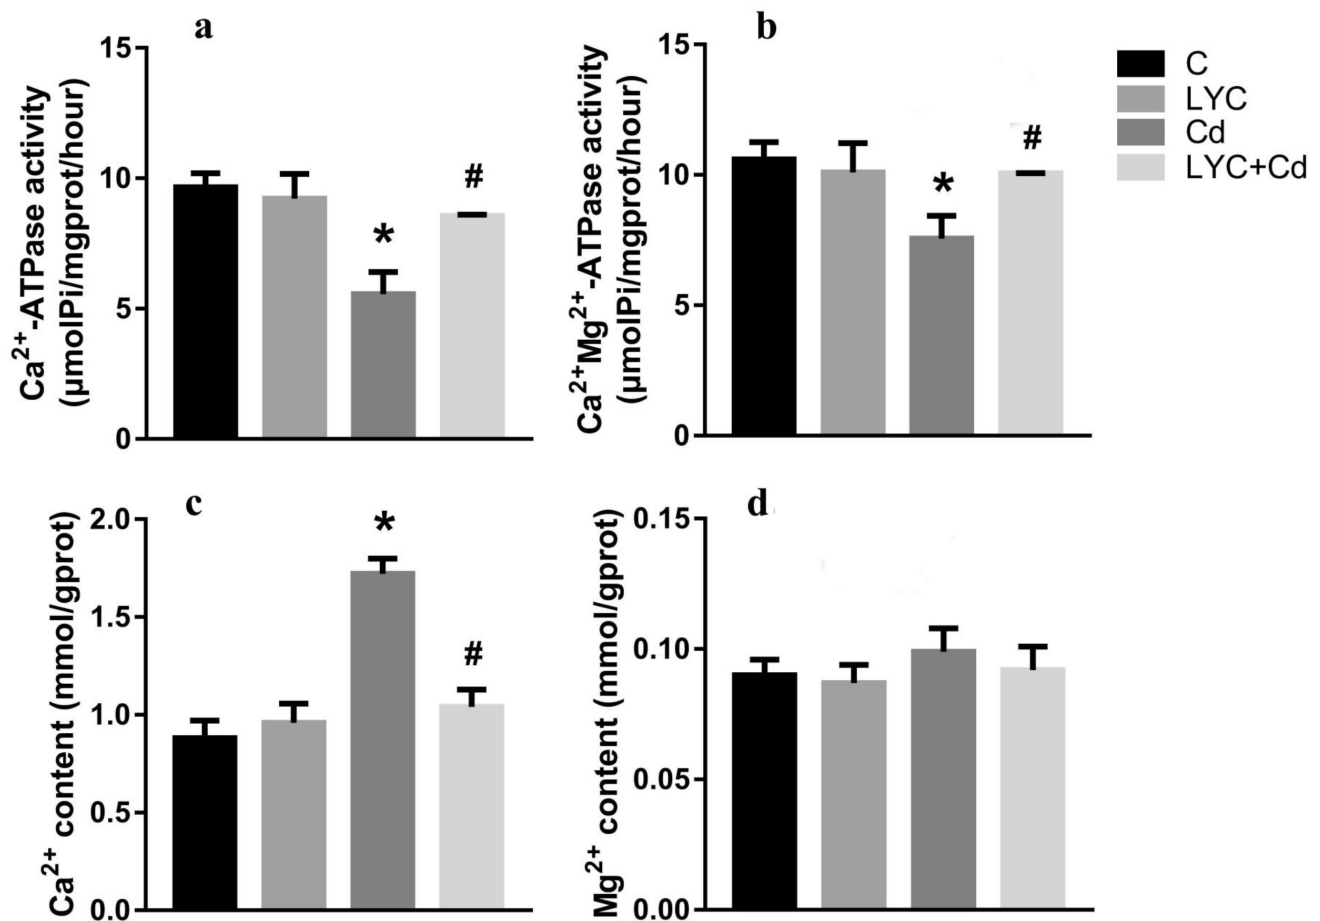 a
Ca²⁺-ATPase activity
(µmolPi/mgprot/hour)
15
10
5
0
*
#
b
Ca²⁺Mg²⁺-ATPase activity
(µmolPi/mgprot/hour)
15
10
5
0
*
#
C
LYC
Cd
LYC+Cd
c
Ca²⁺ content (mmol/gprot)
2.0
1.5
1.0
0.5
0.0
*
#
d
Mg²⁺ content (mmol/gprot)
0.15
0.10
0.05
0.00